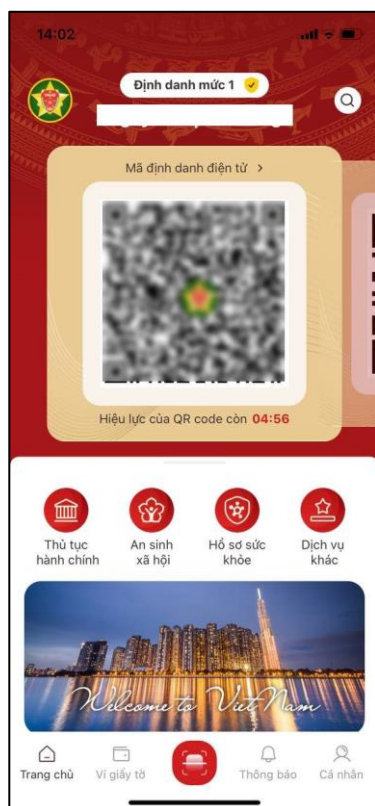 14:02
Định danh mức 1
Mã định danh điện tử >
Hiệu lực của QR code còn 04:56
Thủ tục hành chính
An sinh xã hội
Hồ sơ sức khỏe
Dịch vụ khác
Welcome to Viet Nam
Trang chủ
Ví giấy tờ
Thông báo
Cá nhân